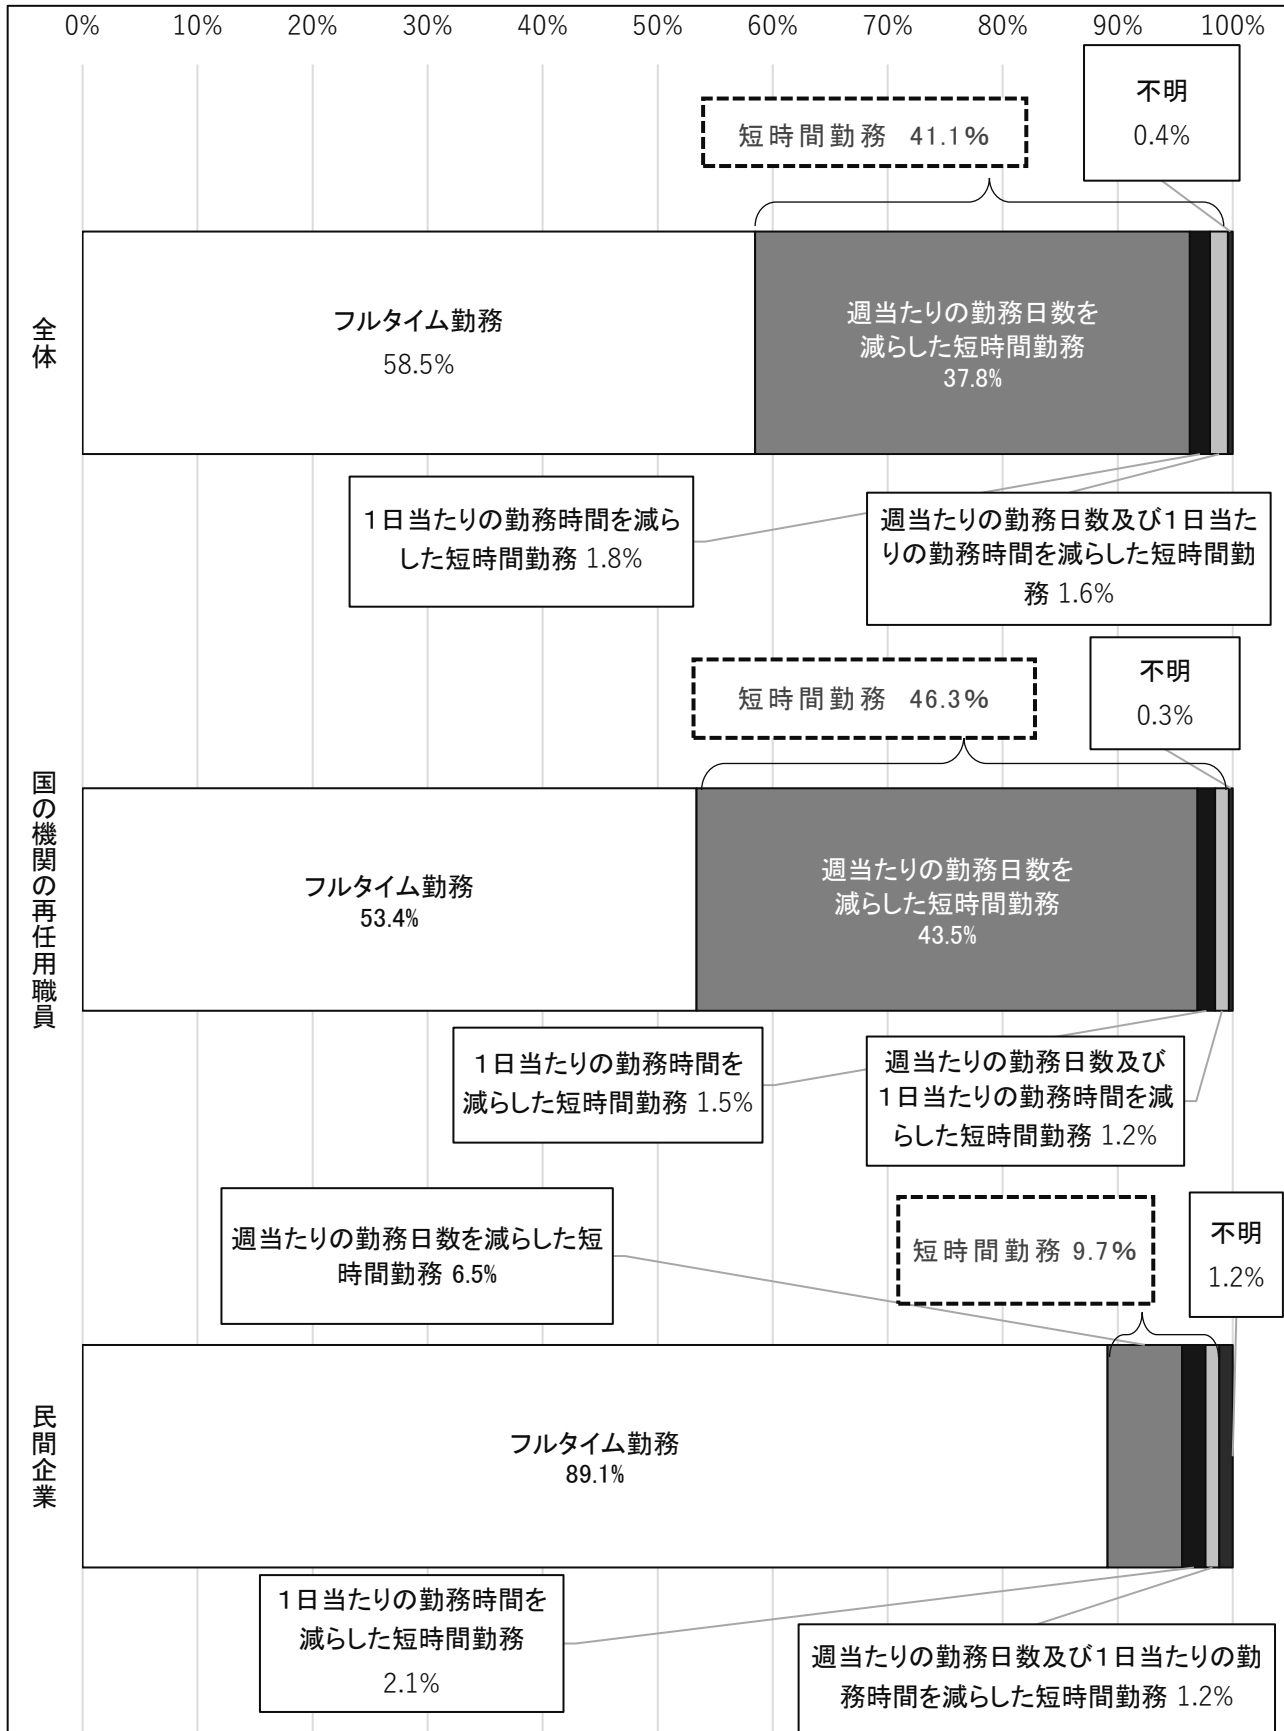 0% 10% 20% 30% 40% 50% 60% 70% 80% 90% 100%
不明
0.4%
短時間勤務 41.1%
全体
フルタイム勤務
58.5%
週当たりの勤務日数を
減らした短時間勤務
37.8%
1日当たりの勤務時間を減ら
した短時間勤務 1.8%
週当たりの勤務日数及び1日当た
りの勤務時間を減らした短時間勤
務 1.6%
不明
0.3%
短時間勤務 46.3%
国の機関の再任用職員
フルタイム勤務
53.4%
週当たりの勤務日数を
減らした短時間勤務
43.5%
1日当たりの勤務時間を
減らした短時間勤務 1.5%
週当たりの勤務日数及び
1日当たりの勤務時間を減
らした短時間勤務 1.2%
週当たりの勤務日数を減らした短
時間勤務 6.5%
短時間勤務 9.7%
不明
1.2%
民間企業
フルタイム勤務
89.1%
1日当たりの勤務時間を
減らした短時間勤務
2.1%
週当たりの勤務日数及び1日当たりの勤
務時間を減らした短時間勤務 1.2%